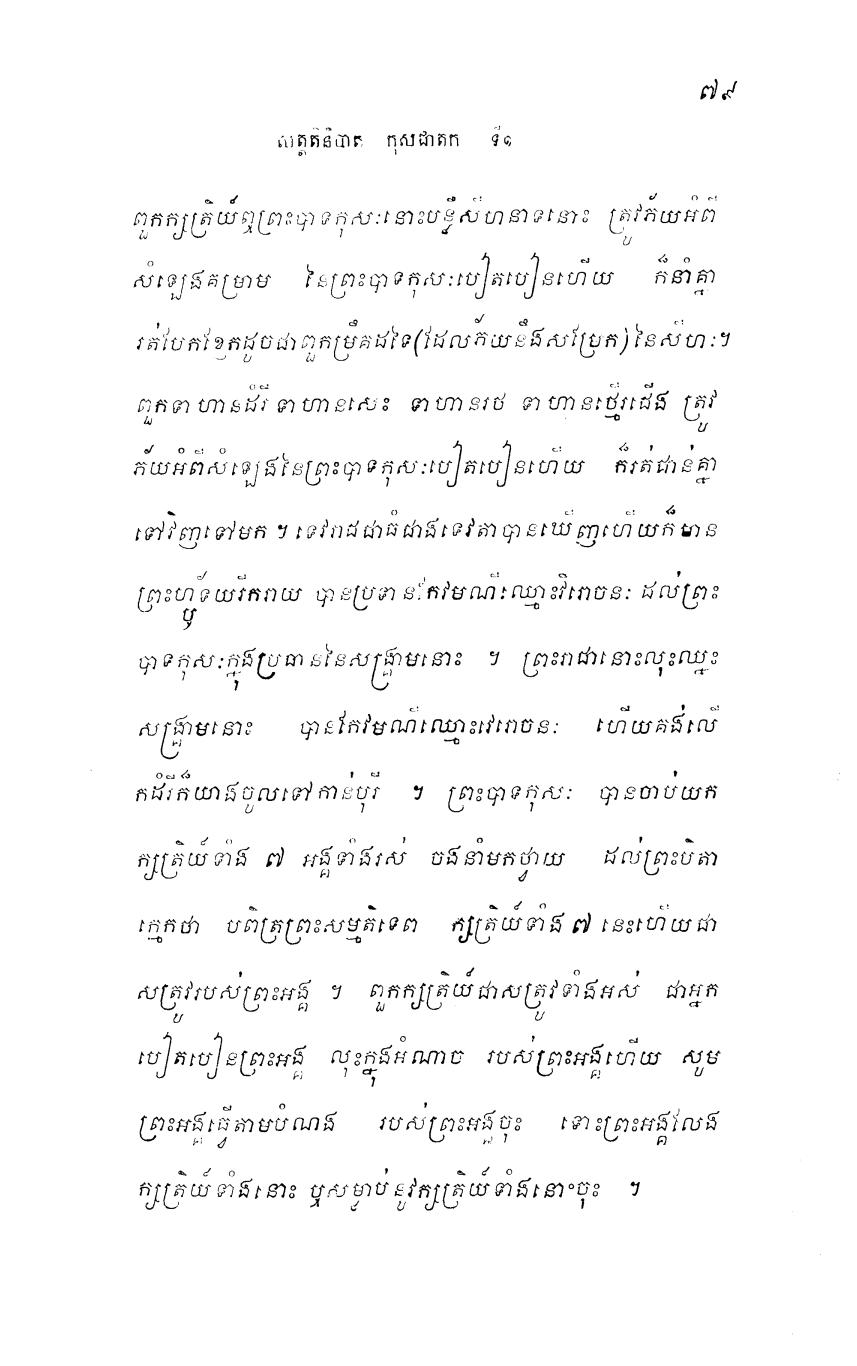 ៧៩
សត្តតិនិបាត កុសជាតក ទី១
ពួកក្សត្រិយ៍ឮព្រះបាទកុសៈនោះបន្លឺសីហនាទនោះ ត្រូវភ័យអំពី
សំឡេងគម្រាម នៃព្រះបាទកុសៈបៀតបៀនហើយ ក៏នាំគ្នា
រត់បែកខ្ញែកដូចជាពួកម្រឹគដទៃ(ដែលភ័យនឹងសម្រែក)នៃសីហៈ។
ពួកទាហានដំរី ទាហានសេះ ទាហានរថ ទាហានថ្មើរជើង ត្រូវ
ភ័យអំពីសំឡេងនៃព្រះបាទកុសៈបៀតបៀនហើយ ក៏រត់ជាន់គ្នា
ទៅវិញទៅមក ។ ទេវរាជជាធំជាងទេវតាបានឃើញហើយក៏មាន
ព្រះហ្ឫទ័យរីករាយ បានប្រទានកែវមណីឈ្មោះវិរោចនៈ ដល់ព្រះ
បាទកុសៈក្នុងប្រធាននៃសង្គ្រាមនោះ ។ ព្រះរាជានោះលុះឈ្នះ
សង្គ្រាមនោះ បានកែវមណីឈ្មោះវេរោចនៈ ហើយគង់លើ
កដំរីក៏យាងចូលទៅកាន់បុរី ។ ព្រះបាទកុសៈ បានចាប់យក
ក្សត្រិយ៍ទាំង ៧ អង្គទាំងរស់ ចងនាំមកថ្វាយ ដល់ព្រះបិតា
ក្មេកថា បពិត្រព្រះសម្មតិទេព ក្សត្រិយ៍ទាំង ៧ នេះហើយជា
សត្រូវរបស់ព្រះអង្គ ។ ពួកក្សត្រិយ៍ជាសត្រូវទាំងអស់ ជាអ្នក
បៀតបៀនព្រះអង្គ លុះក្នុងអំណាច របស់ព្រះអង្គហើយ សូម
ព្រះអង្គធ្វើតាមបំណង របស់ព្រះអង្គចុះ ទោះព្រះអង្គលែង
ក្សត្រិយ៍ទាំងនោះ ឬសម្លាប់នូវក្សត្រិយ៍ទាំងនោះចុះ ។